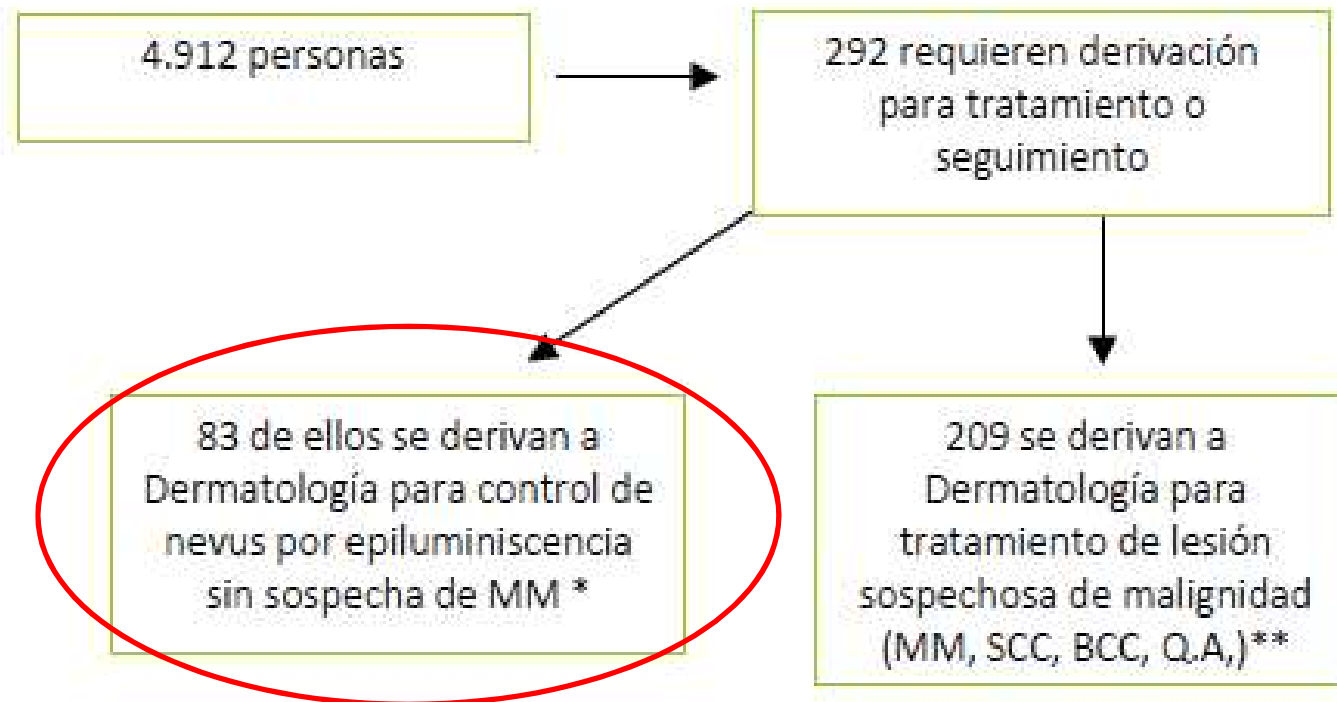 4.912 personas
292 requieren derivación
para tratamiento o
seguimiento
83 de ellos se derivan a
Dermatología para control de
nevus por epiluminiscencia
sin sospecha de MM *
209 se derivan a
Dermatología para
tratamiento de lesión
sospechosa de malignidad
(MM, SCC, BCC, Q.A,)**